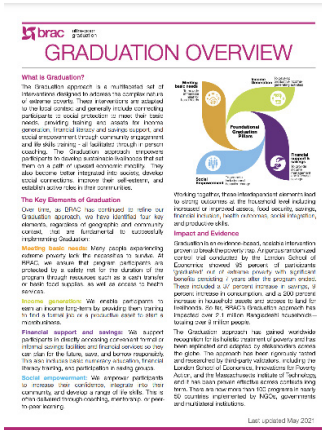 brac ultra-poor
graduation
GRADUATION OVERVIEW
What is Graduation?
The Graduation approach is a multifaceted set of
interventions designed to address the complex nature
of extreme poverty. These interventions are adapted
to the local context and generally include connecting
participants to social protection to meet their basic
needs, providing training and assets for income
generation, financial literacy and savings support, and
social empowerment through community engagement
and life skills training - all facilitated through in-person
coaching. The Graduation approach empowers
participants to develop sustainable livelihoods that set
them on a path of upward economic mobility. They
also become better integrated into society, develop
social connections, improve their self-esteem, and
establish active roles in their communities.
The Key Elements of Graduation
Over time, as BRAC has continued to refine our
Graduation approach, we have identified four key
elements, regardless of geographic and community
context, that are fundamental to successfully
implementing Graduation:
Meeting basic needs: Many people experiencing
extreme poverty lack the necessities to survive. At
BRAC, we ensure that program participants are
protected by a safety net for the duration of the
program through resources such as a cash transfer
or basic food supplies, as well as access to health
services.
Income generation: We enable participants to
earn an income long-term by providing them training
to find a formal job or a productive asset to start a
microbusiness.
Financial support and savings: We support
participants in directly accessing convenient formal or
informal savings facilities and financial services so they
can plan for the future, save, and borrow responsibly.
This also includes basic numeracy education, financial
literacy training, and participation in saving groups.
Social empowerment: We empower participants
to increase their confidence, integrate into their
community, and develop a range of life skills. This is
often delivered through coaching, mentorship, or peer-
to-peer learning.
Meeting
basic needs
Income
Generation
Foundational
Graduation
Pillars
Financial
support &
savings
Social
Empowerment
Working together, those interdependent elements lead
to strong outcomes at the household level including
increased or improved assets, food security, savings,
financial inclusion, health outcomes, social integration,
and productive skills.
Impact and Evidence
Graduation is an evidence-based, scalable intervention
proven to break the poverty trap. A rigorous randomized
control trial conducted by the London School of
Economics showed 95 percent of participants
'graduated' out of extreme poverty with significant
benefits persisting 7 years after the program ended.
These included a 37 percent increase in savings, 9
percent increase in consumption, and a 200 percent
increase in household assets and access to land for
livelihoods. So far, BRAC's Graduation approach has
impacted over 2.1 million Bangladeshi households—
totaling over 9 million people.
The Graduation approach has gained worldwide
recognition for its holistic treatment of poverty and has
been replicated and adapted by stakeholders across
the globe. The approach has been rigorously tested
and researched by third-party validators, including the
London School of Economics, Innovations for Poverty
Action, and the Massachusetts Institute of Technology,
and it has been proven effective across contexts long
term. There are now more than 100 programs in nearly
50 countries implemented by NGOs, governments
and multilateral institutions.
Last updated May 2021